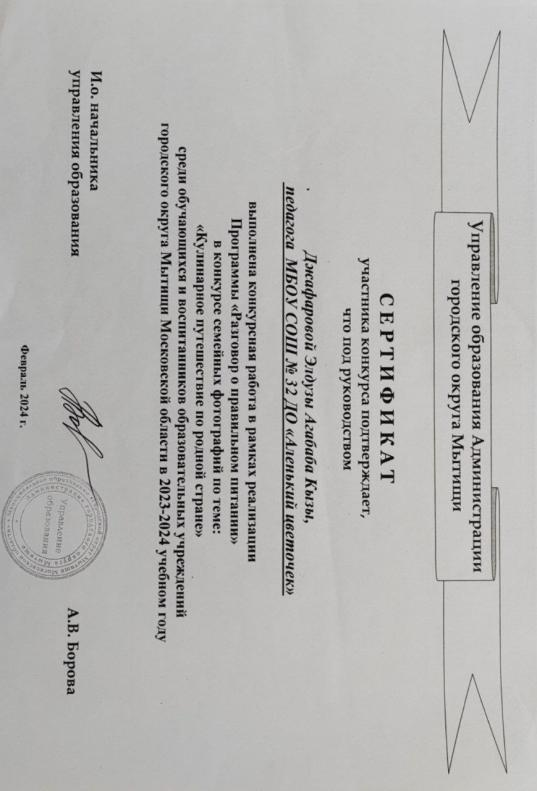 Управление образования Администрации
городского округа Мытищи
СЕРТИФИКАТ
участника конкурса подтверждает,
что под руководством
Джафаровой Элдузы Агабаба Кызы,
педагога МБОУ СОШ № 32 ДО «Аленький цветочек»
выполнена конкурсная работа в рамках реализации
Программы «Разговор о правильном питании»
в конкурсе семейных фотографий по теме:
«Кулинарное путешествие по родной стране»
среди обучающихся и воспитанников образовательных учреждений
городского округа Мытищи Московской области в 2023-2024 учебном году
И.о. начальника
управления образования
А.В. Борова
Управление
образования
Февраль 2024 г.